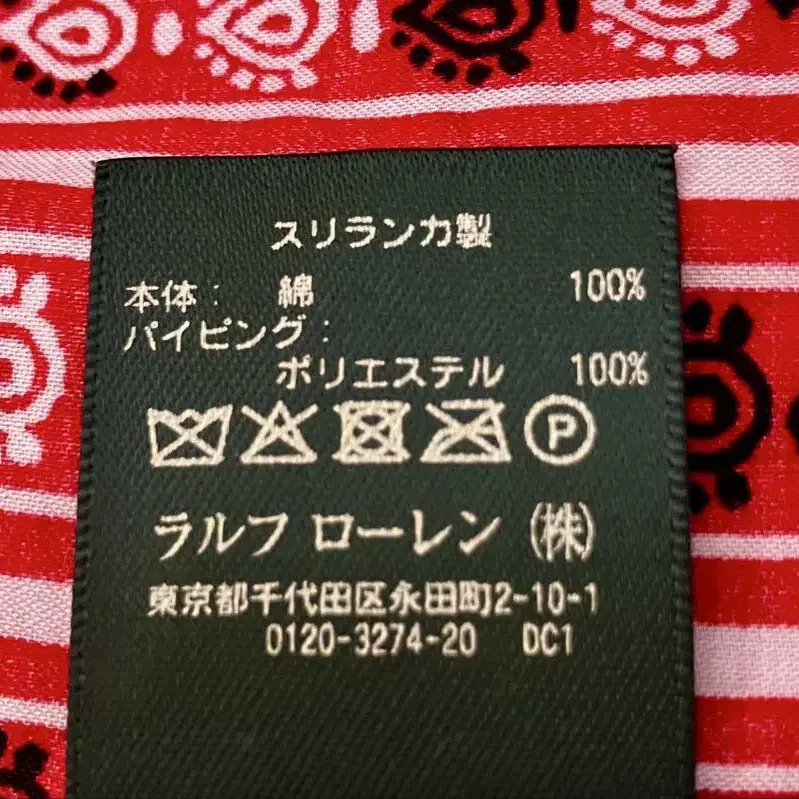 スリランカ製
本体: 綿 100%
パイピング:
ポリエステル 100%
P
ラルフ ローレン (株)
東京都千代田区永田町2-10-1
0120-3274-20 DC1